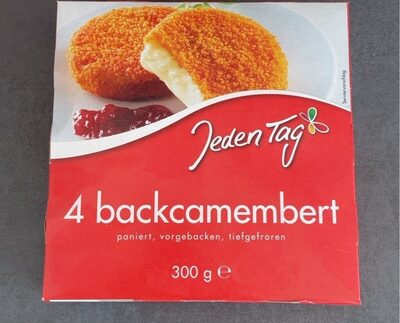 Serviervorschlag
Jeden Tag
4 backcamembert
paniert, vorgebacken, tiefgefroren
300 g ℮